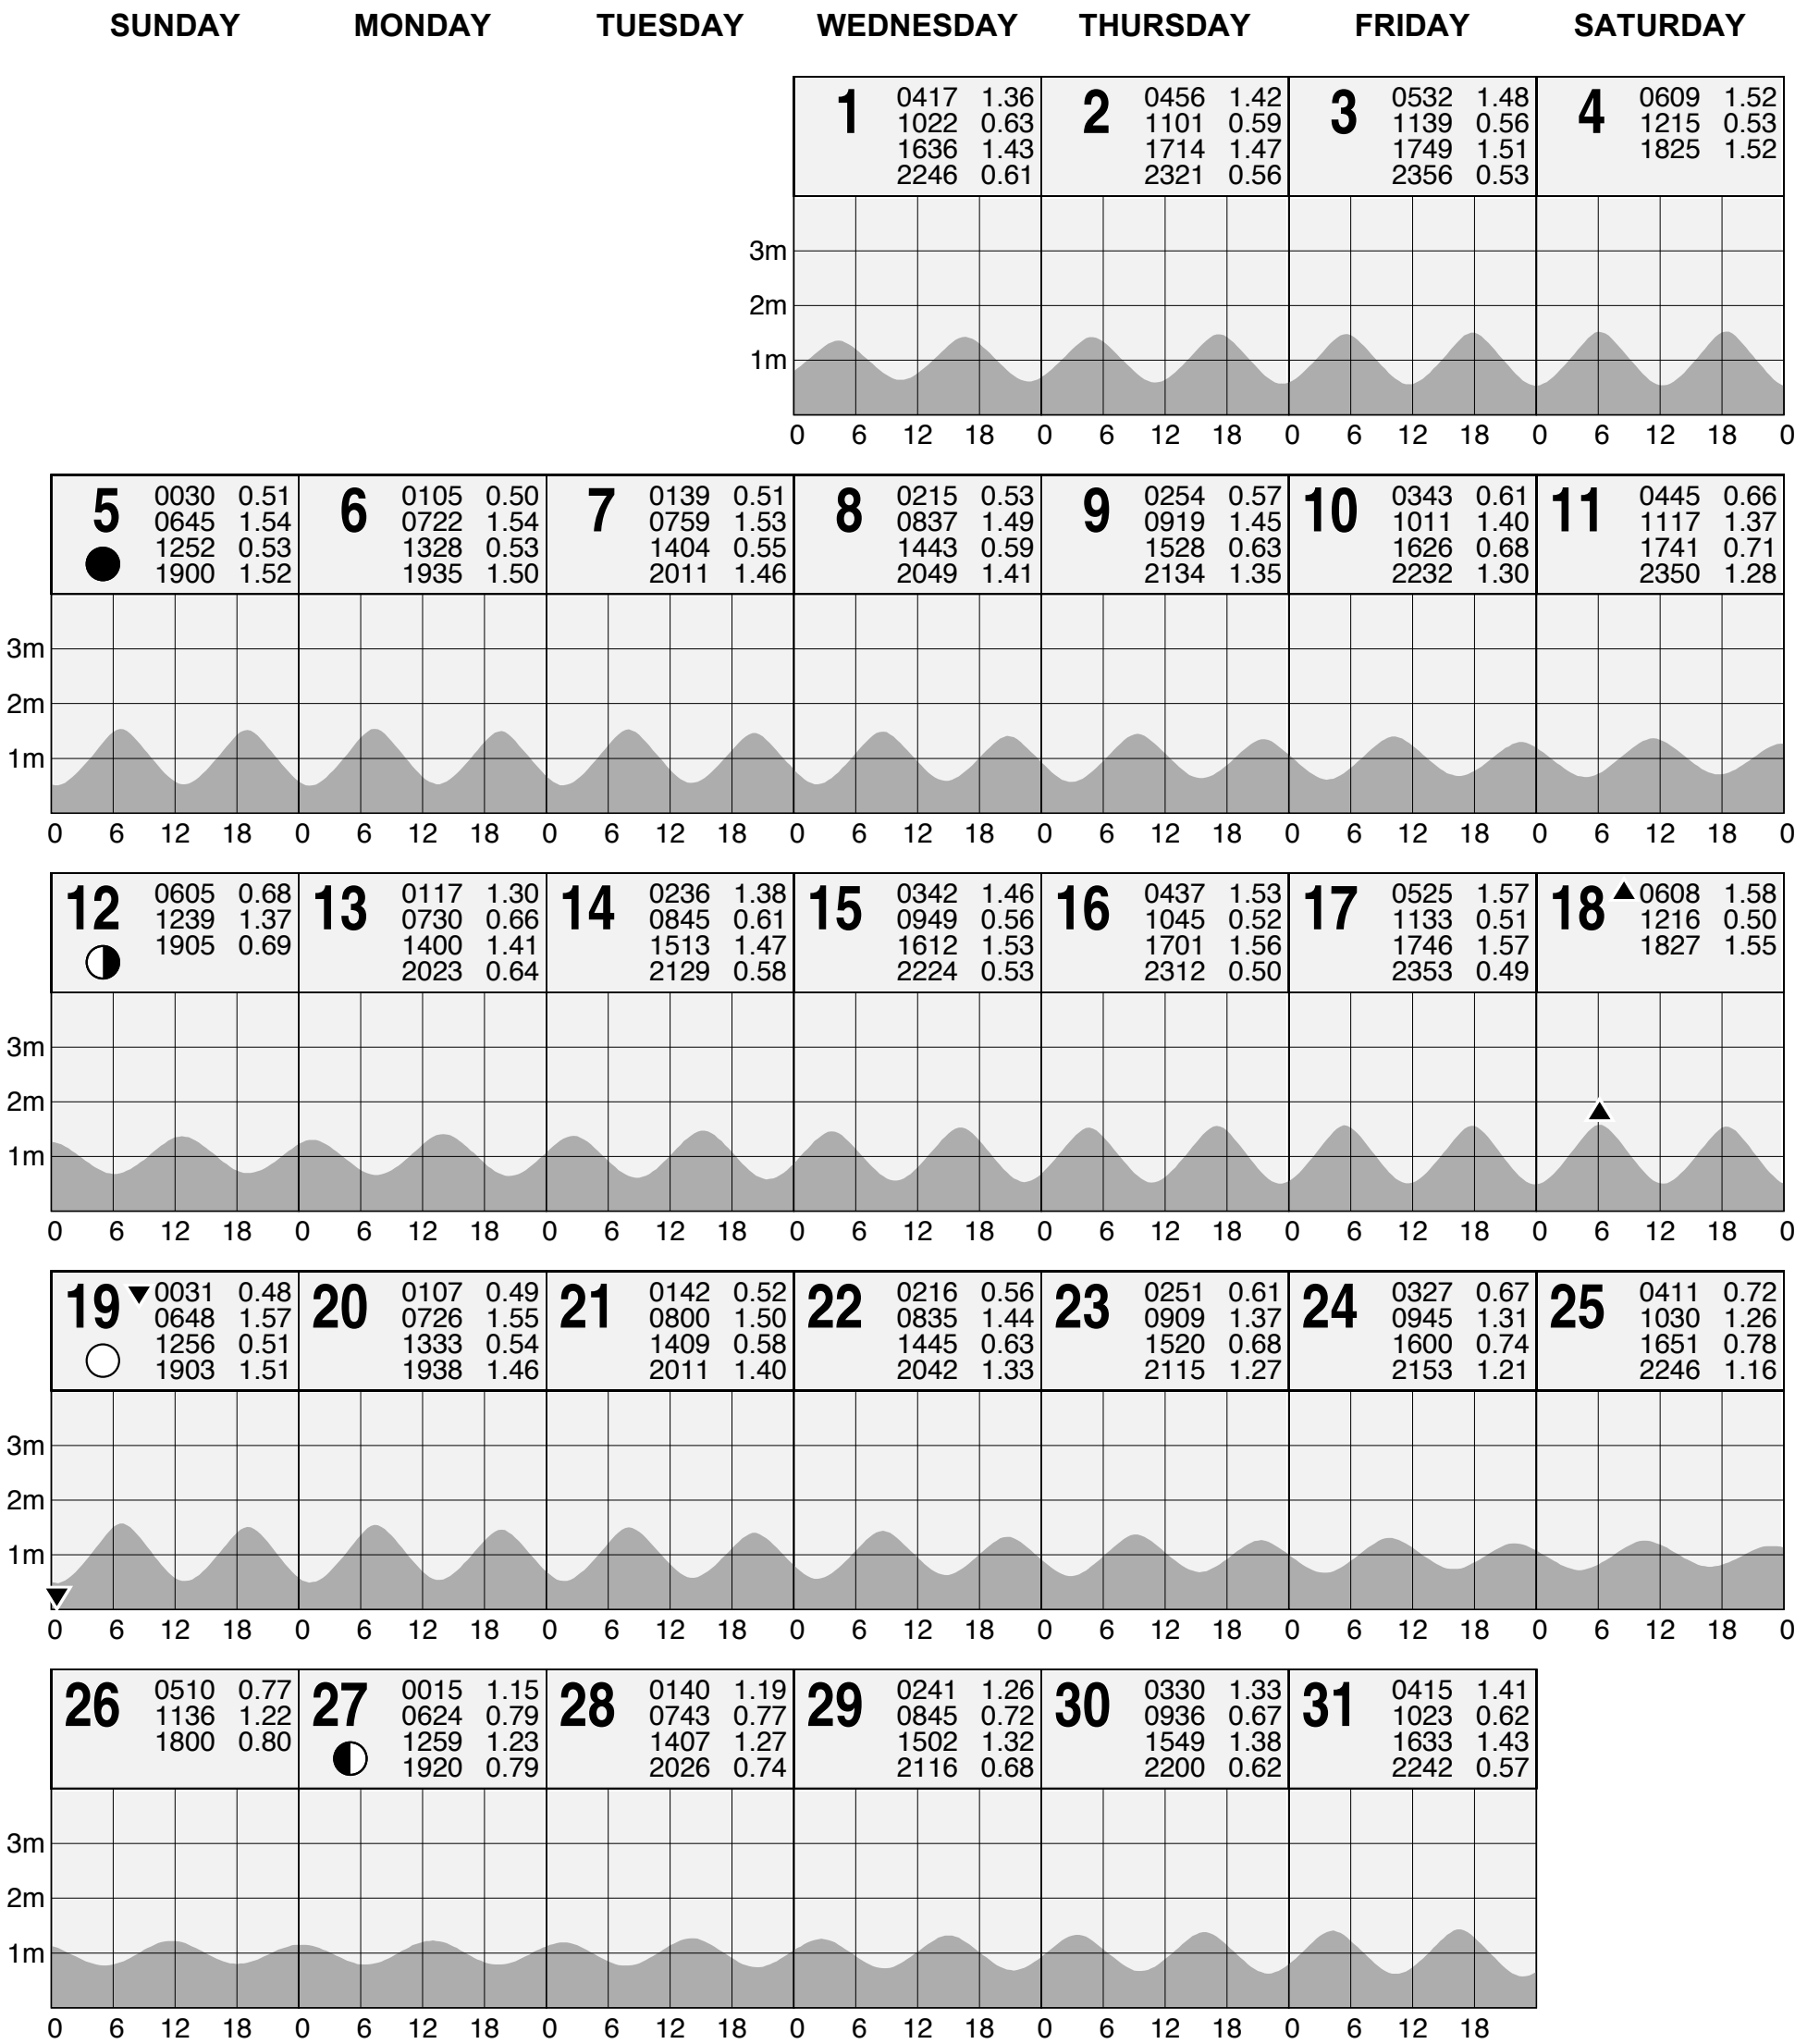 SUNDAY MONDAY TUESDAY WEDNESDAY THURSDAY FRIDAY SATURDAY
1 0417 1.36 2 0456 1.42 3 0532 1.48 4 0609 1.52
1022 0.63 1101 0.59 1139 0.56 1215 0.53
1636 1.43 1714 1.47 1749 1.51 1825 1.52
2246 0.61 2321 0.56 2356 0.53
3m
2m
1m
0 6 12 18 0 6 12 18 0 6 12 18 0 6 12 18 0
5 0030 0.51 6 0105 0.50 7 0139 0.51 8 0215 0.53 9 0254 0.57 10 0343 0.61 11 0445 0.66
0645 1.54 0722 1.54 0759 1.53 0837 1.49 0919 1.45 1011 1.40 1117 1.37
1252 0.53 1328 0.53 1404 0.55 1443 0.59 1528 0.63 1626 0.68 1741 0.71
1900 1.52 1935 1.50 2011 1.46 2049 1.41 2134 1.35 2232 1.30 2350 1.28
3m
2m
1m
0 6 12 18 0 6 12 18 0 6 12 18 0 6 12 18 0 6 12 18 0 6 12 18 0 6 12 18 0
12 0605 0.68 13 0117 1.30 14 0236 1.38 15 0342 1.46 16 0437 1.53 17 0525 1.57 18 0608 1.58
1239 1.37 0730 0.66 0845 0.61 0949 0.56 1045 0.52 1133 0.51 1216 0.50
1905 0.69 1400 1.41 1513 1.47 1612 1.53 1701 1.56 1746 1.57 1827 1.55
2023 0.64 2129 0.58 2224 0.53 2312 0.50 2353 0.49
3m
2m
1m
0 6 12 18 0 6 12 18 0 6 12 18 0 6 12 18 0 6 12 18 0 6 12 18 0 6 12 18 0
19 0031 0.48 20 0107 0.49 21 0142 0.52 22 0216 0.56 23 0251 0.61 24 0327 0.67 25 0411 0.72
0648 1.57 0726 1.55 0800 1.50 0835 1.44 0909 1.37 0945 1.31 1030 1.26
1256 0.51 1333 0.54 1409 0.58 1445 0.63 1520 0.68 1600 0.74 1651 0.78
1903 1.51 1938 1.46 2011 1.40 2042 1.33 2115 1.27 2153 1.21 2246 1.16
3m
2m
1m
0 6 12 18 0 6 12 18 0 6 12 18 0 6 12 18 0 6 12 18 0 6 12 18 0 6 12 18 0
26 0510 0.77 27 0015 1.15 28 0140 1.19 29 0241 1.26 30 0330 1.33 31 0415 1.41
1136 1.22 0624 0.79 0743 0.77 0845 0.72 0936 0.67 1023 0.62
1800 0.80 1259 1.23 1407 1.27 1502 1.32 1549 1.38 1633 1.43
1920 0.79 2026 0.74 2116 0.68 2200 0.62 2242 0.57
3m
2m
1m
0 6 12 18 0 6 12 18 0 6 12 18 0 6 12 18 0 6 12 18 0 6 12 18